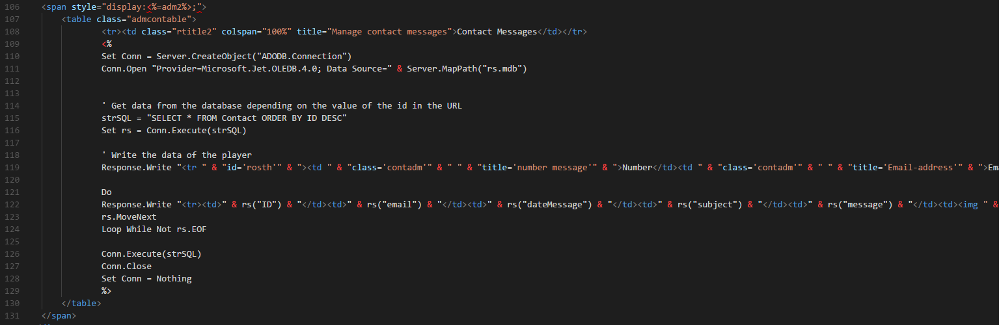 106 <span style="display:<%=adm2%>;">
107 <table class="admcontable">
108 <tr><td class="rtitle2" colspan="100%" title="Manage contact messages">Contact Messages</td></tr>
109 <%
110 Set Conn = Server.CreateObject("ADODB.Connection")
111 Conn.Open "Provider=Microsoft.Jet.OLEDB.4.0; Data Source=" & Server.MapPath("rs.mdb")
112
113
114 ' Get data from the database depending on the value of the id in the URL
115 strSQL = "SELECT * FROM Contact ORDER BY ID DESC"
116 Set rs = Conn.Execute(strSQL)
117
118 ' Write the data of the player
119 Response.Write "<tr " & "id='rosth'" & "><td " & "class='contadm'" & " " & "title='number message'" & ">Number</td><td " & "class='contadm'" & " " & "title='Email-address'" & ">Em
120
121 Do
122 Response.Write "<tr><td>" & rs("ID") & "</td><td>" & rs("email") & "</td><td>" & rs("dateMessage") & "</td><td>" & rs("subject") & "</td><td>" & rs("message") & "</td><td><img " &
123 rs.MoveNext
124 Loop While Not rs.EOF
125
126 Conn.Execute(strSQL)
127 Conn.Close
128 Set Conn = Nothing
129 %>
130 </table>
131 </span>